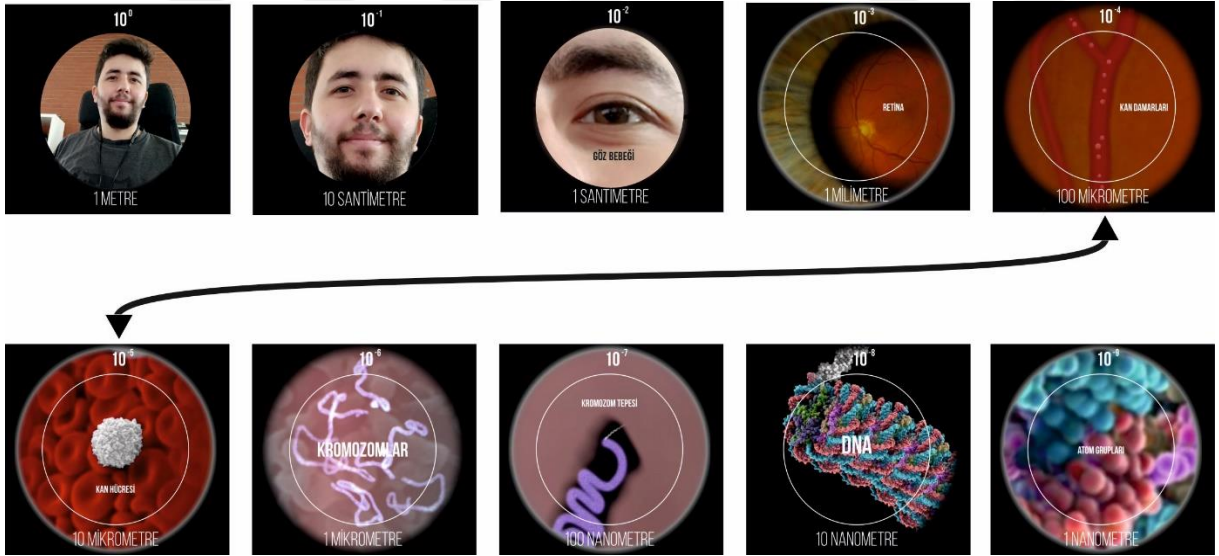 10⁰
1 METRE
10⁻¹
10 SANTİMETRE
10⁻²
GÖZ BEBEĞİ
1 SANTİMETRE
10⁻³
RETİNA
1 MİLİMETRE
10⁻⁴
KAN DAMARLARI
100 MİKROMETRE
10⁻⁵
KAN HÜCRESİ
10 MİKROMETRE
10⁻⁶
KROMOZOMLAR
1 MİKROMETRE
10⁻⁷
KROMOZOM TEPESİ
100 NANOMETRE
10⁻⁸
DNA
10 NANOMETRE
10⁻⁹
ATOM GRUPLARI
1 NANOMETRE